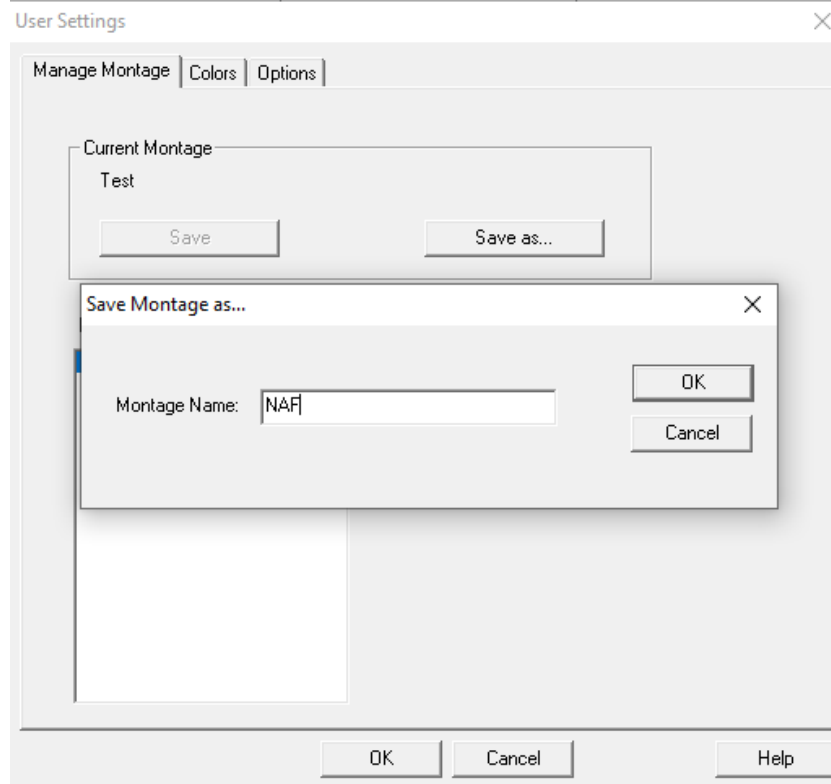 User Settings
Manage Montage Colors Options
Current Montage
Test
Save Save as...
Save Montage as...
Montage Name: NAF OK
Cancel
OK Cancel Help